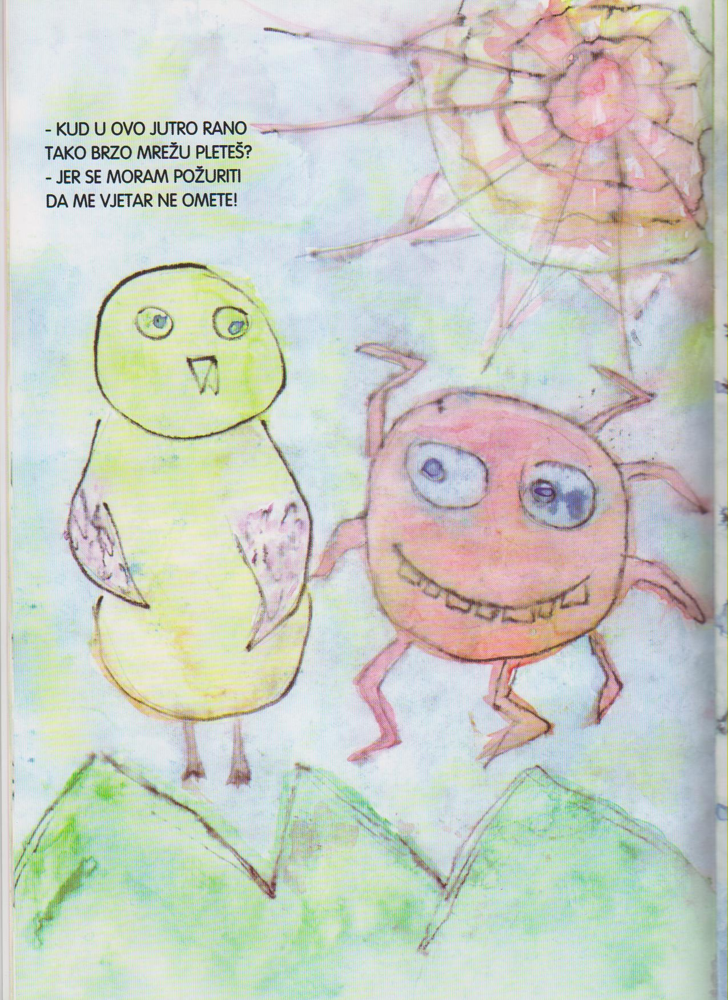 - KUD U OVO JUTRO RANO
TAKO BRZO MREŽU PLETEŠ?
- JER SE MORAM POŽURITI
DA ME VJETAR NE OMETE!